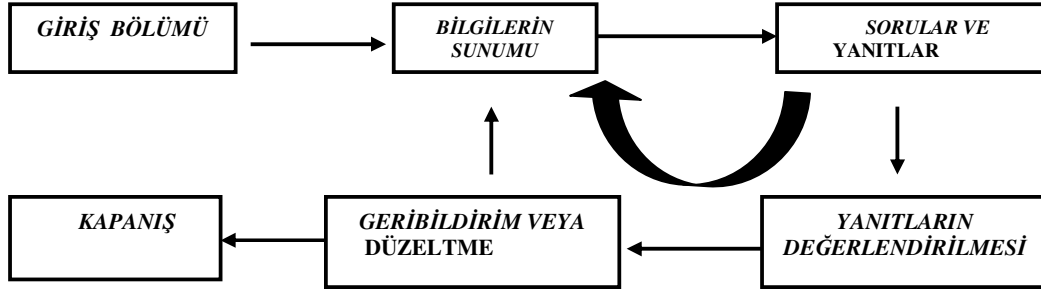 GİRİŞ BÖLÜMÜ
BİLGİLERİN
SUNUMU
SORULAR VE
YANITLAR
KAPANIŞ
GERİBİLDİRİM VEYA
DÜZELTME
YANITLARIN
DEĞERLENDİRİLMESİ